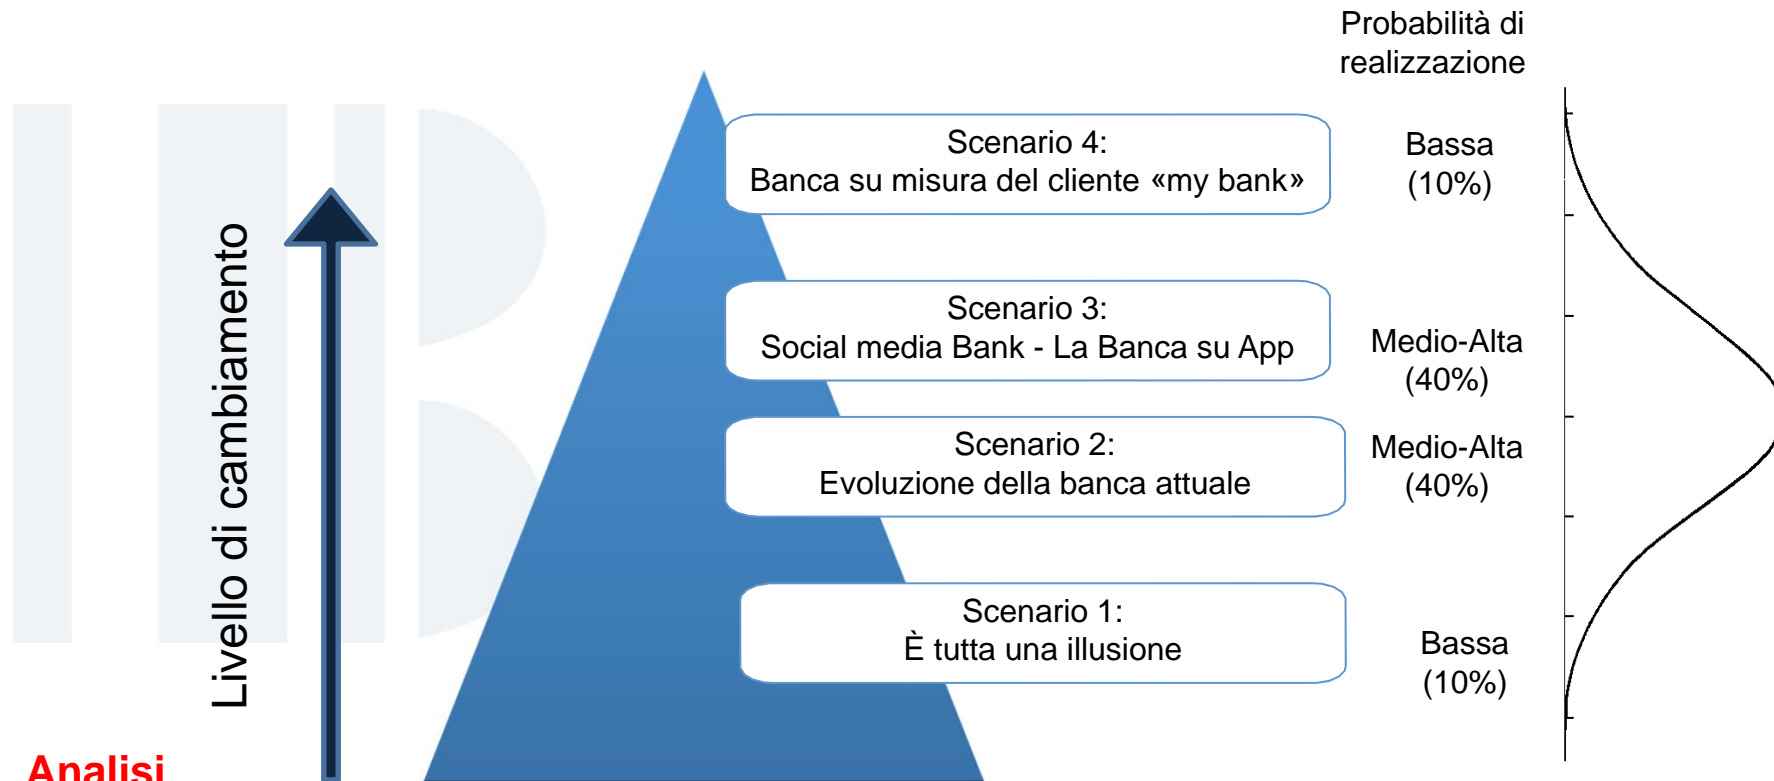 Probabilità di
realizzazione
Scenario 4:
Banca su misura del cliente «my bank»
Bassa
(10%)
Scenario 3:
Social media Bank - La Banca su App
Medio-Alta
(40%)
Scenario 2:
Evoluzione della banca attuale
Medio-Alta
(40%)
Scenario 1:
È tutta una illusione
Bassa
(10%)
Livello di cambiamento
Analisi